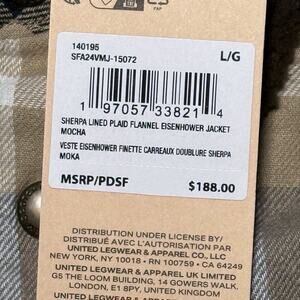 PAP
140195
SFA24VMJ-15072
L/G
1 97057 33821 4
SHERPA LINED PLAID FLANNEL EISENHOWER JACKET
MOCHA
VESTE EISENHOWER FINETTE CARREAUX DOUBLURE SHERPA
MOKA
MSRP/PDSF $188.00
DISTRIBUTION UNDER LICENSE BY/
DISTRIBUÉ AVEC L'AUTORISATION PAR
UNITED LEGWEAR & APPAREL CO., LLC
NEW YORK, NY 10150 • RN 100759 • CA 64249
UNITED LEGWEAR & APPAREL UK LIMITED
G5 THE LOOM BUILDING, 14 GOWERS WALK,
LONDON, E1 8PY, UNITED KINGDOM